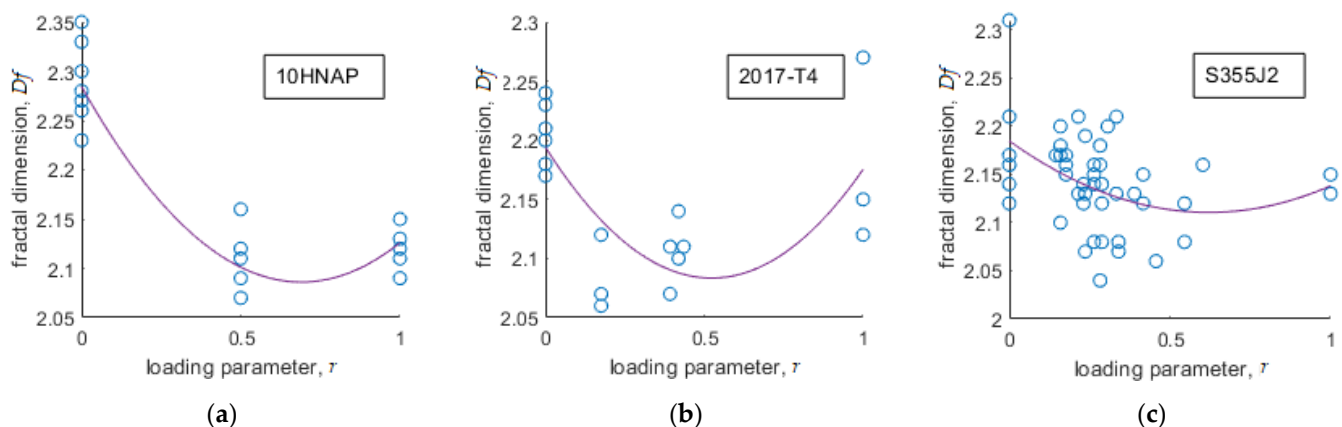 2.35
2.3
2.25
2.2
2.15
2.1
2.05
0
0.5
1
fractal dimension, Df
loading parameter, r
10HNAP
(a)
2.3
2.25
2.2
2.15
2.1
2.05
0
0.5
1
fractal dimension, Df
loading parameter, r
2017-T4
(b)
2.3
2.25
2.2
2.15
2.1
2.05
2
0
0.5
1
fractal dimension, Df
loading parameter, r
S355J2
(c)